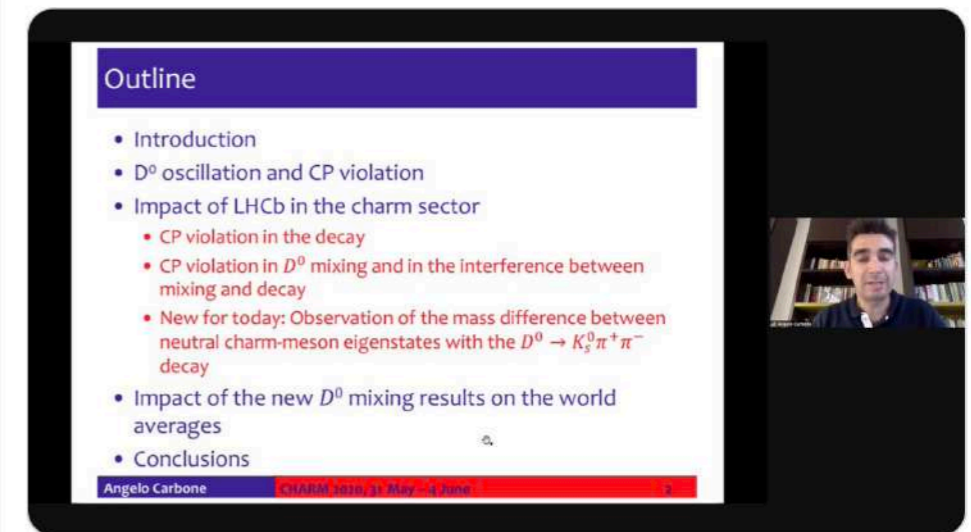 Outline
• Introduction
• D⁰ oscillation and CP violation
• Impact of LHCb in the charm sector
• CP violation in the decay
• CP violation in D⁰ mixing and in the interference between
mixing and decay
• New for today: Observation of the mass difference between
neutral charm-meson eigenstates with the D⁰ → K⁰ₛπ⁺π⁻
decay
• Impact of the new D⁰ mixing results on the world
averages
• Conclusions
Angelo Carbone
CHARM 2020, 31 May – 4 June
2
Angelo Carbone